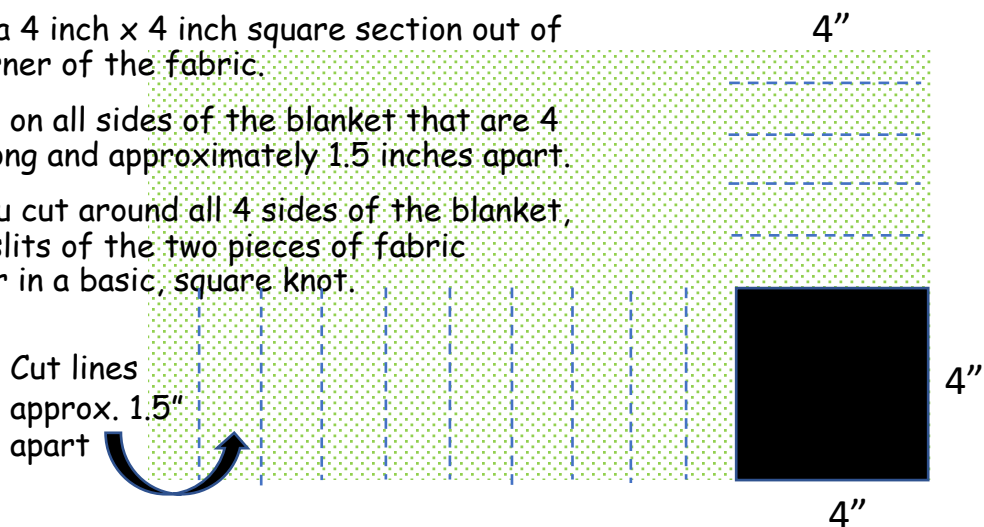 a 4 inch x 4 inch square section out of
rner of the fabric.
on all sides of the blanket that are 4
ong and approximately 1.5 inches apart.
u cut around all 4 sides of the blanket,
slits of the two pieces of fabric
r in a basic, square knot.
4”
Cut lines
approx. 1.5”
apart
4”
4”